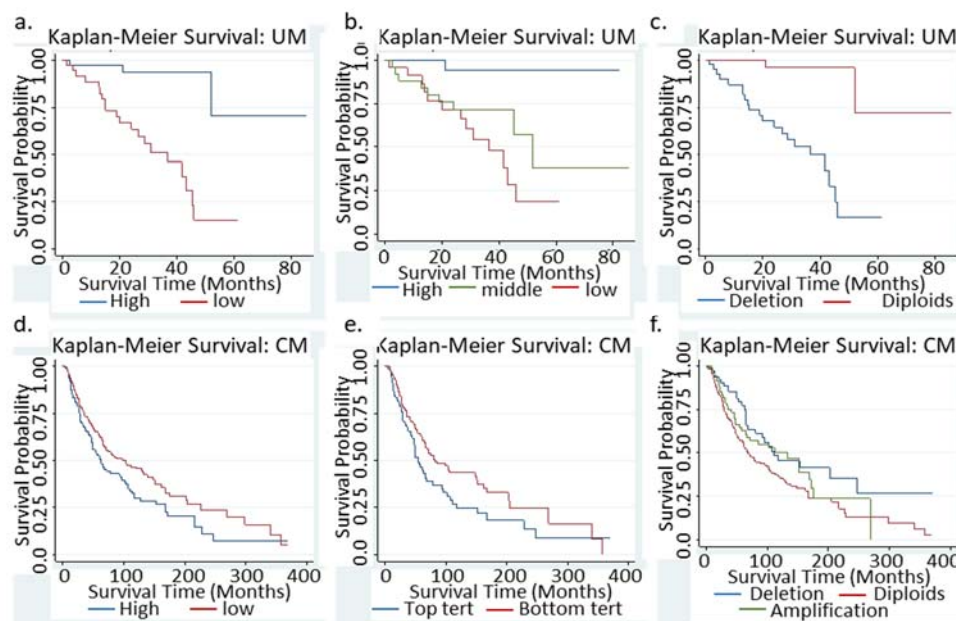 a.
Kaplan-Meier Survival: UM
Survival Probability
0.0 0.25 0.50 0.75 1.00
0 20 40 60 80
Survival Time (Months)
High low
b.
Kaplan-Meier Survival: UM
Survival Probability
0.0 0.25 0.50 0.75 1.00
0 20 40 60 80
Survival Time (Months)
High middle low
c.
Kaplan-Meier Survival: UM
Survival Probability
0.0 0.25 0.50 0.75 1.00
0 20 40 60 80
Survival Time (Months)
Deletion Diploids
d.
Kaplan-Meier Survival: CM
Survival Probability
0.0 0.25 0.50 0.75 1.00
0 100 200 300 400
Survival Time (Months)
High low
e.
Kaplan-Meier Survival: CM
Survival Probability
0.0 0.25 0.50 0.75 1.00
0 100 200 300 400
Survival Time (Months)
Top tert Bottom tert
f.
Kaplan-Meier Survival: CM
Survival Probability
0.0 0.25 0.50 0.75 1.00
0 100 200 300 400
Survival Time (Months)
Deletion Diploids
Amplification